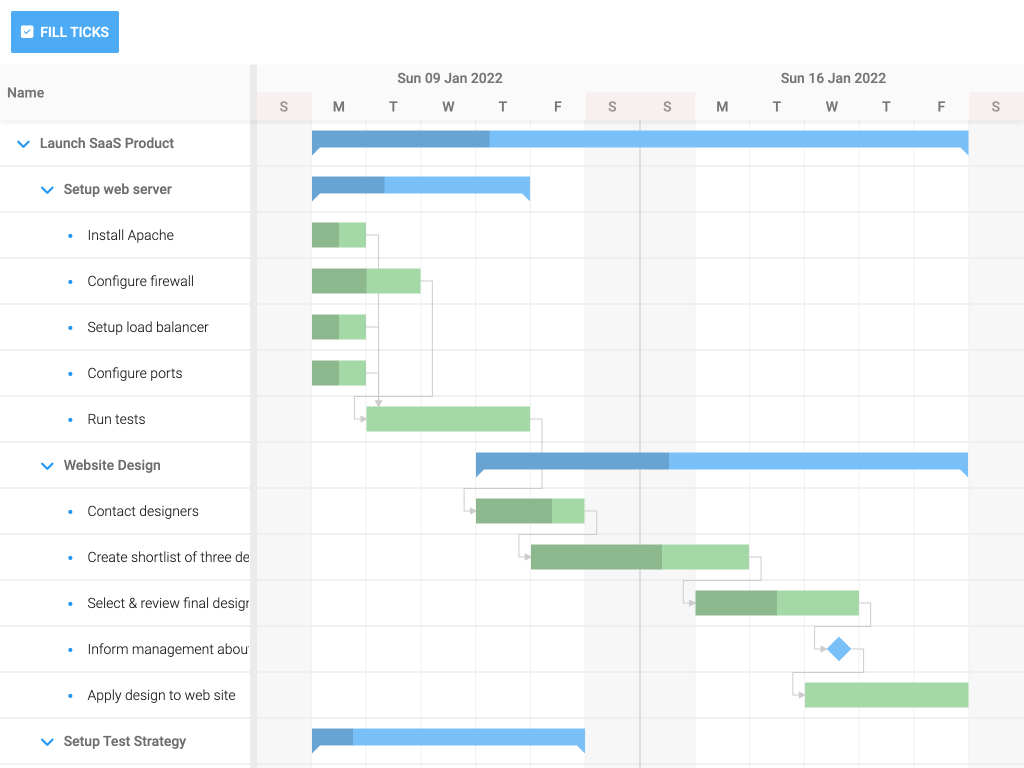 FILL TICKS
Name
Sun 09 Jan 2022 Sun 16 Jan 2022
S M T W T F S S M T W T F S
Launch SaaS Product
Setup web server
Install Apache
Configure firewall
Setup load balancer
Configure ports
Run tests
Website Design
Contact designers
Create shortlist of three de
Select & review final design
Inform management abou
Apply design to web site
Setup Test Strategy